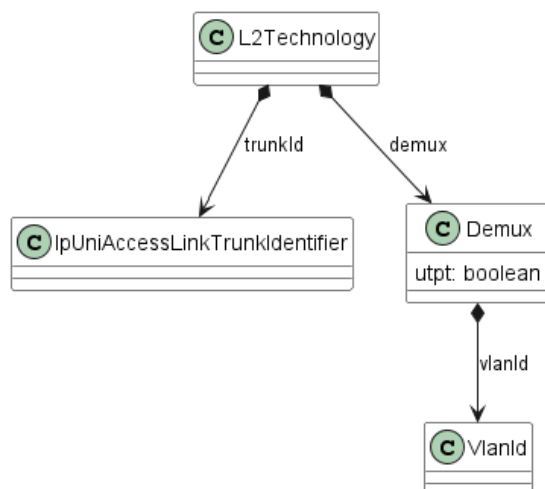 C L2Technology
trunkId
demux
C IpUniAccessLinkTrunkIdentifier
C Demux
utpt: boolean
vlanId
C VlanId